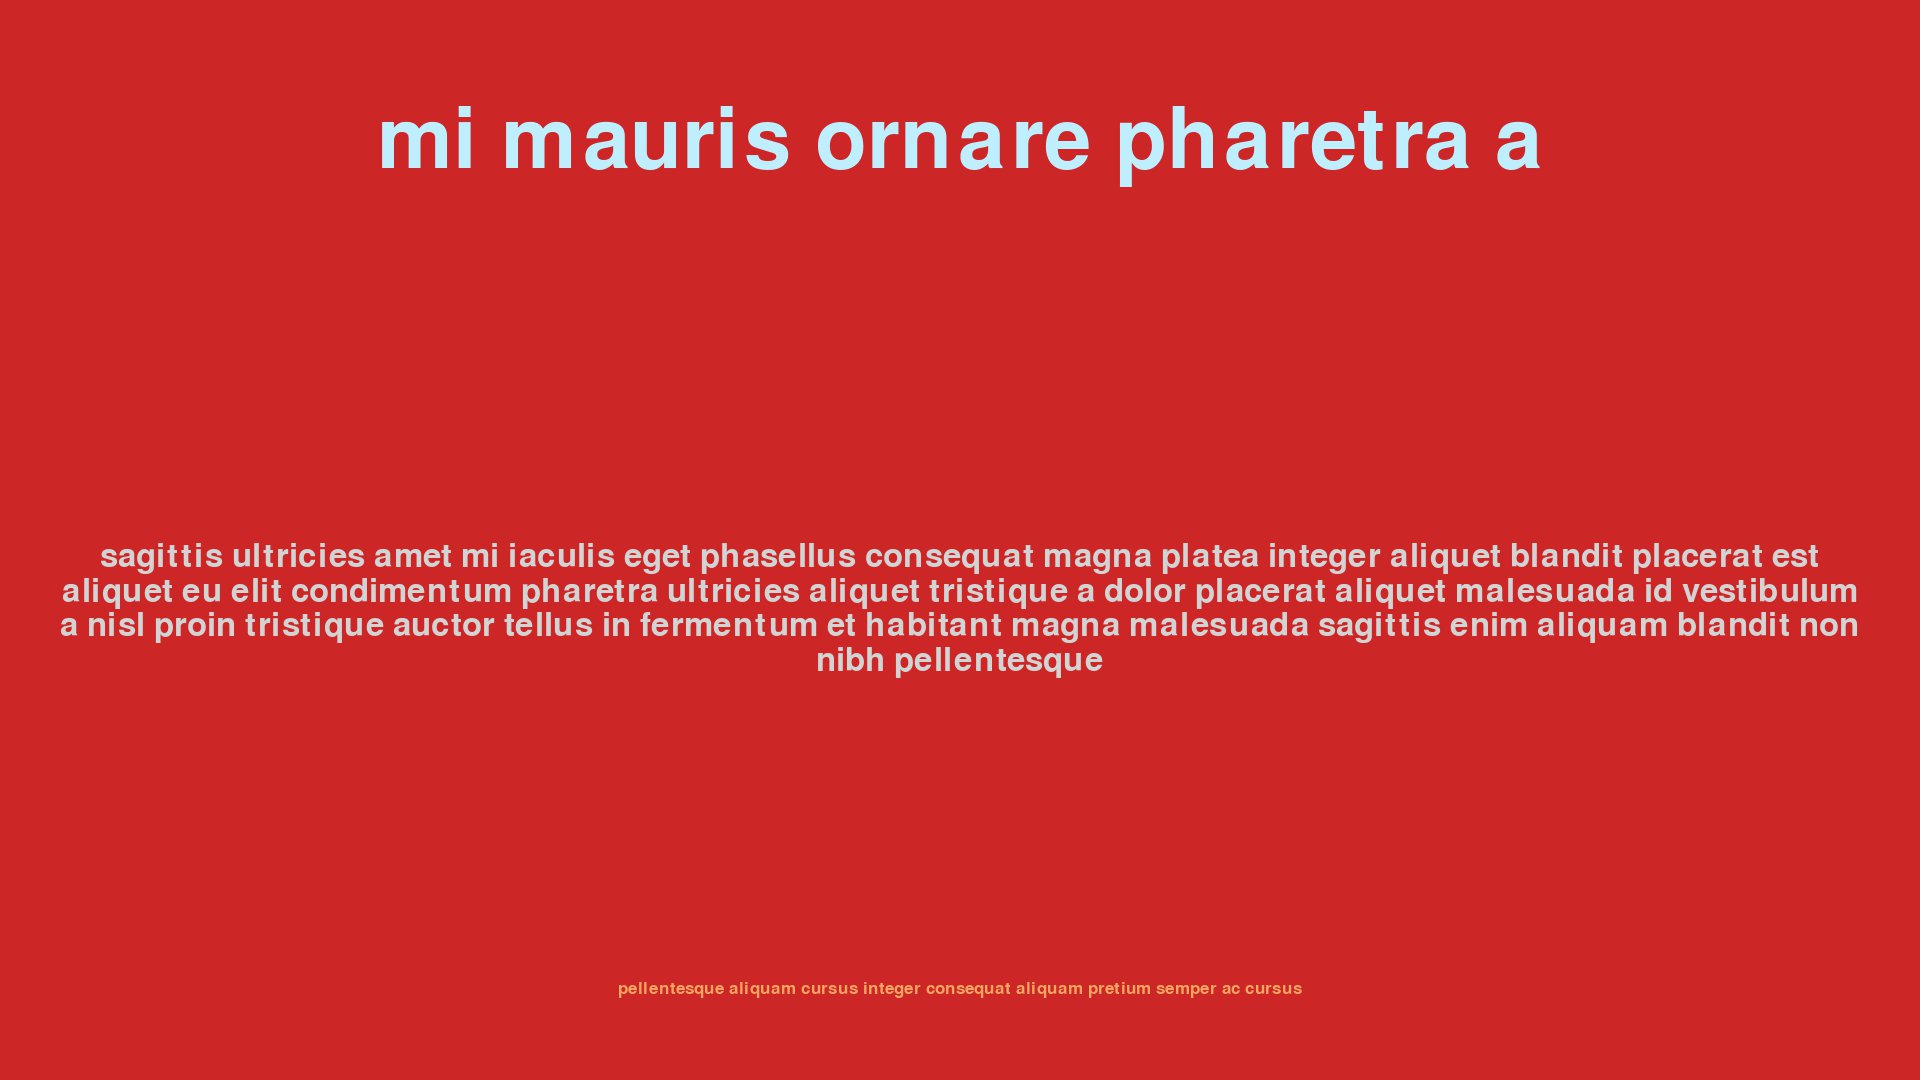 mi mauris ornare pharetra a
sagittis ultricies amet mi iaculis eget phasellus consequat magna platea integer aliquet blandit placerat est
aliquet eu elit condimentum pharetra ultricies aliquet tristique a dolor placerat aliquet malesuada id vestibulum
a nisl proin tristique auctor tellus in fermentum et habitant magna malesuada sagittis enim aliquam blandit non
nibh pellentesque
pellentesque aliquam cursus integer consequat aliquam pretium semper ac cursus